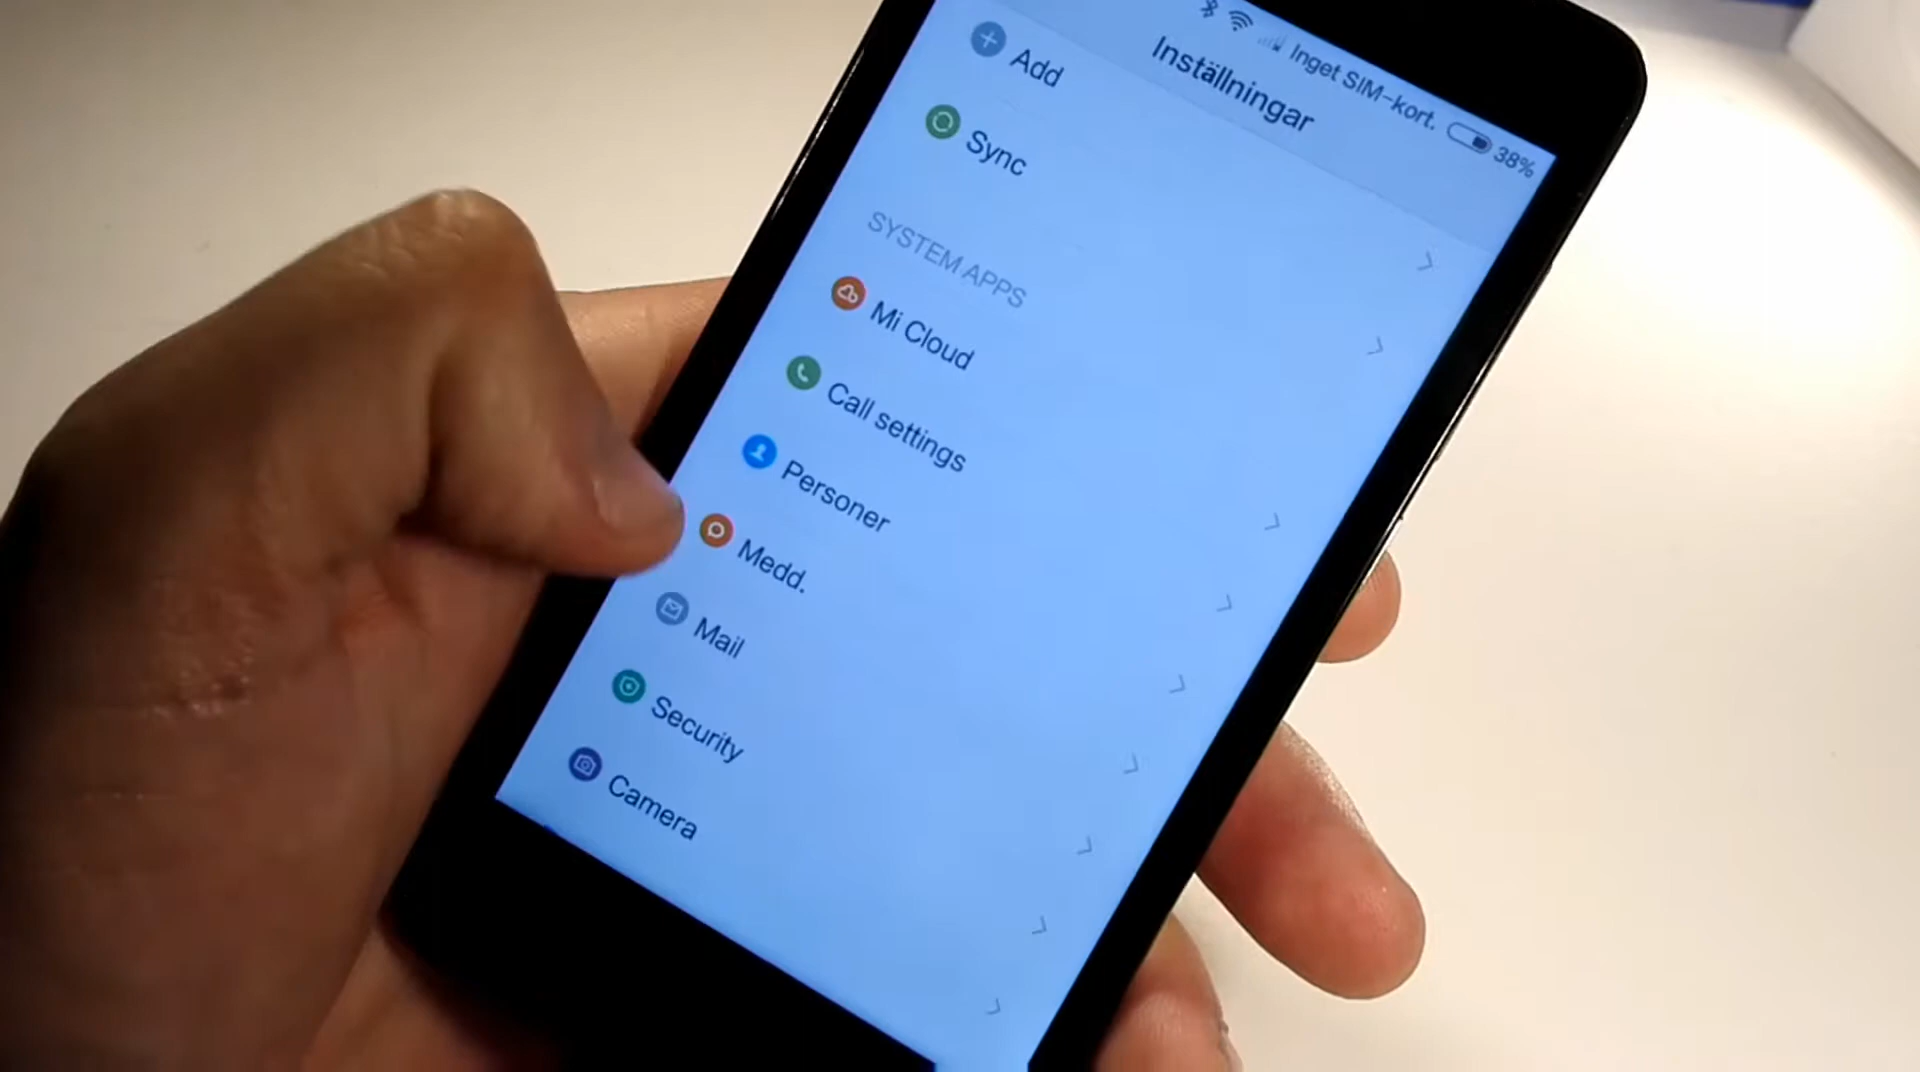 Inget SIM-kort.
38%
Inställningar
Add
Sync
SYSTEM APPS
Mi Cloud
Call settings
Personer
Medd.
Mail
Security
Camera